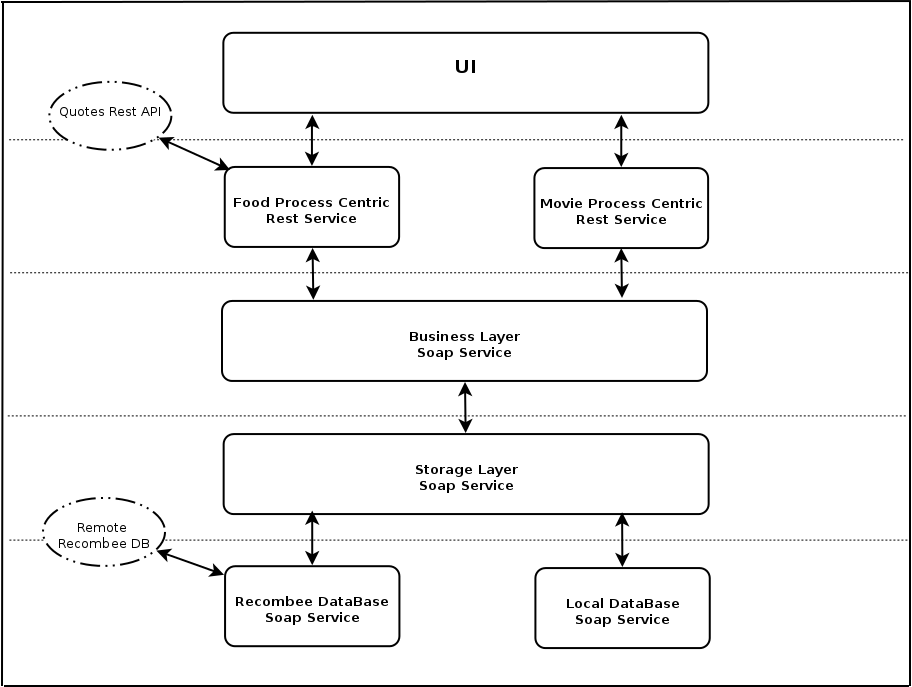 UI
Quotes Rest API
Food Process Centric
Rest Service
Movie Process Centric
Rest Service
Business Layer
Soap Service
Storage Layer
Soap Service
Remote
Recombee DB
Recombee DataBase
Soap Service
Local DataBase
Soap Service